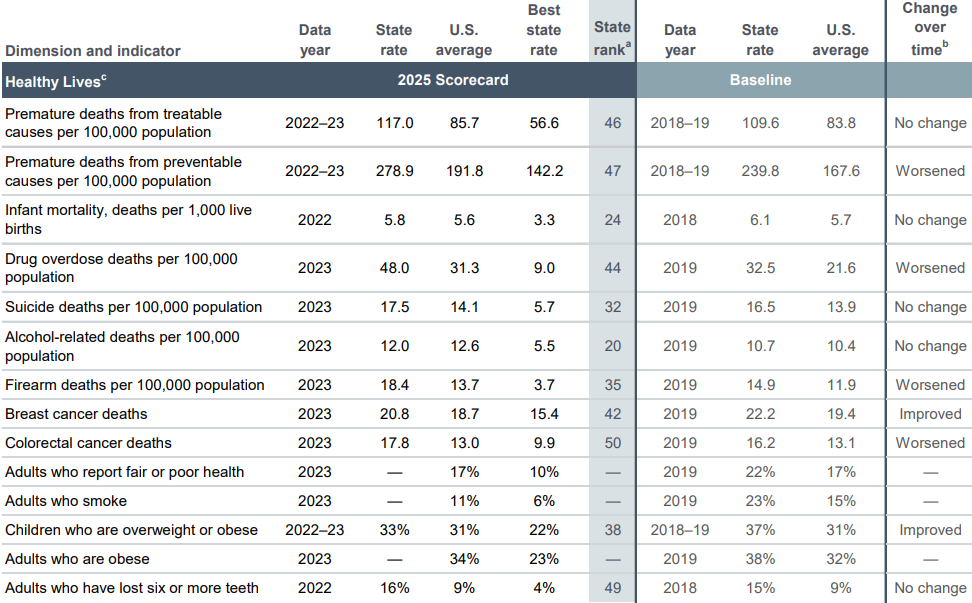 Dimension and indicator Data year State rate U.S. average Best state rate State rankᵃ Data year State rate U.S. average Change over timeᵇ
Healthy Livesᶜ 2025 Scorecard Baseline
Premature deaths from treatable causes per 100,000 population 2022–23 117.0 85.7 56.6 46 2018–19 109.6 83.8 No change
Premature deaths from preventable causes per 100,000 population 2022–23 278.9 191.8 142.2 47 2018–19 239.8 167.6 Worsened
Infant mortality, deaths per 1,000 live births 2022 5.8 5.6 3.3 24 2018 6.1 5.7 No change
Drug overdose deaths per 100,000 population 2023 48.0 31.3 9.0 44 2019 32.5 21.6 Worsened
Suicide deaths per 100,000 population 2023 17.5 14.1 5.7 32 2019 16.5 13.9 No change
Alcohol-related deaths per 100,000 population 2023 12.0 12.6 5.5 20 2019 10.7 10.4 No change
Firearm deaths per 100,000 population 2023 18.4 13.7 3.7 35 2019 14.9 11.9 Worsened
Breast cancer deaths 2023 20.8 18.7 15.4 42 2019 22.2 19.4 Improved
Colorectal cancer deaths 2023 17.8 13.0 9.9 50 2019 16.2 13.1 Worsened
Adults who report fair or poor health 2023 — 17% 10% — 2019 22% 17% —
Adults who smoke 2023 — 11% 6% — 2019 23% 15% —
Children who are overweight or obese 2022–23 33% 31% 22% 38 2018–19 37% 31% Improved
Adults who are obese 2023 — 34% 23% — 2019 38% 32% —
Adults who have lost six or more teeth 2022 16% 9% 4% 49 2018 15% 9% No change